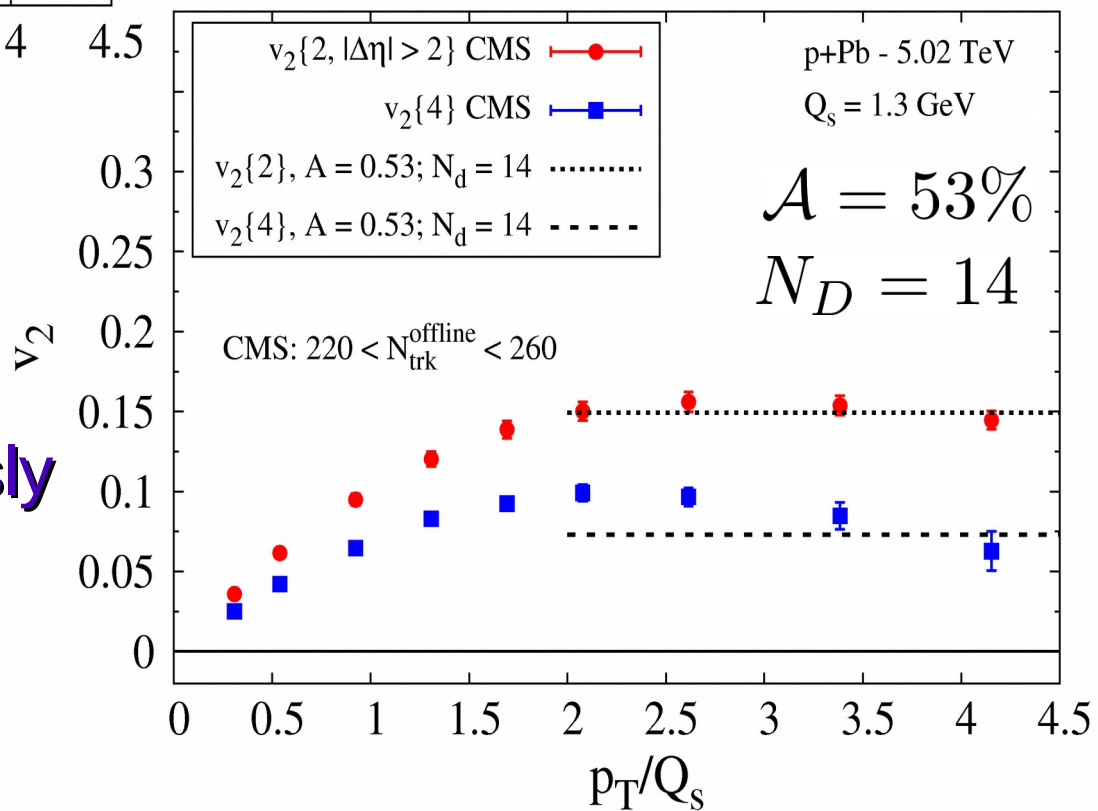 4 4.5
v2{2, |Δη| > 2} CMS
v2{4} CMS
v2{2}, A = 0.53; Nd = 14
v2{4}, A = 0.53; Nd = 14
p+Pb - 5.02 TeV
Qs = 1.3 GeV
𝒜 = 53%
ND = 14
CMS: 220 < Ntrk^offline < 260
0.3
0.25
0.2
0.15
0.1
0.05
0
v2
sly
0 0.5 1 1.5 2 2.5 3 3.5 4 4.5
pT/Qs